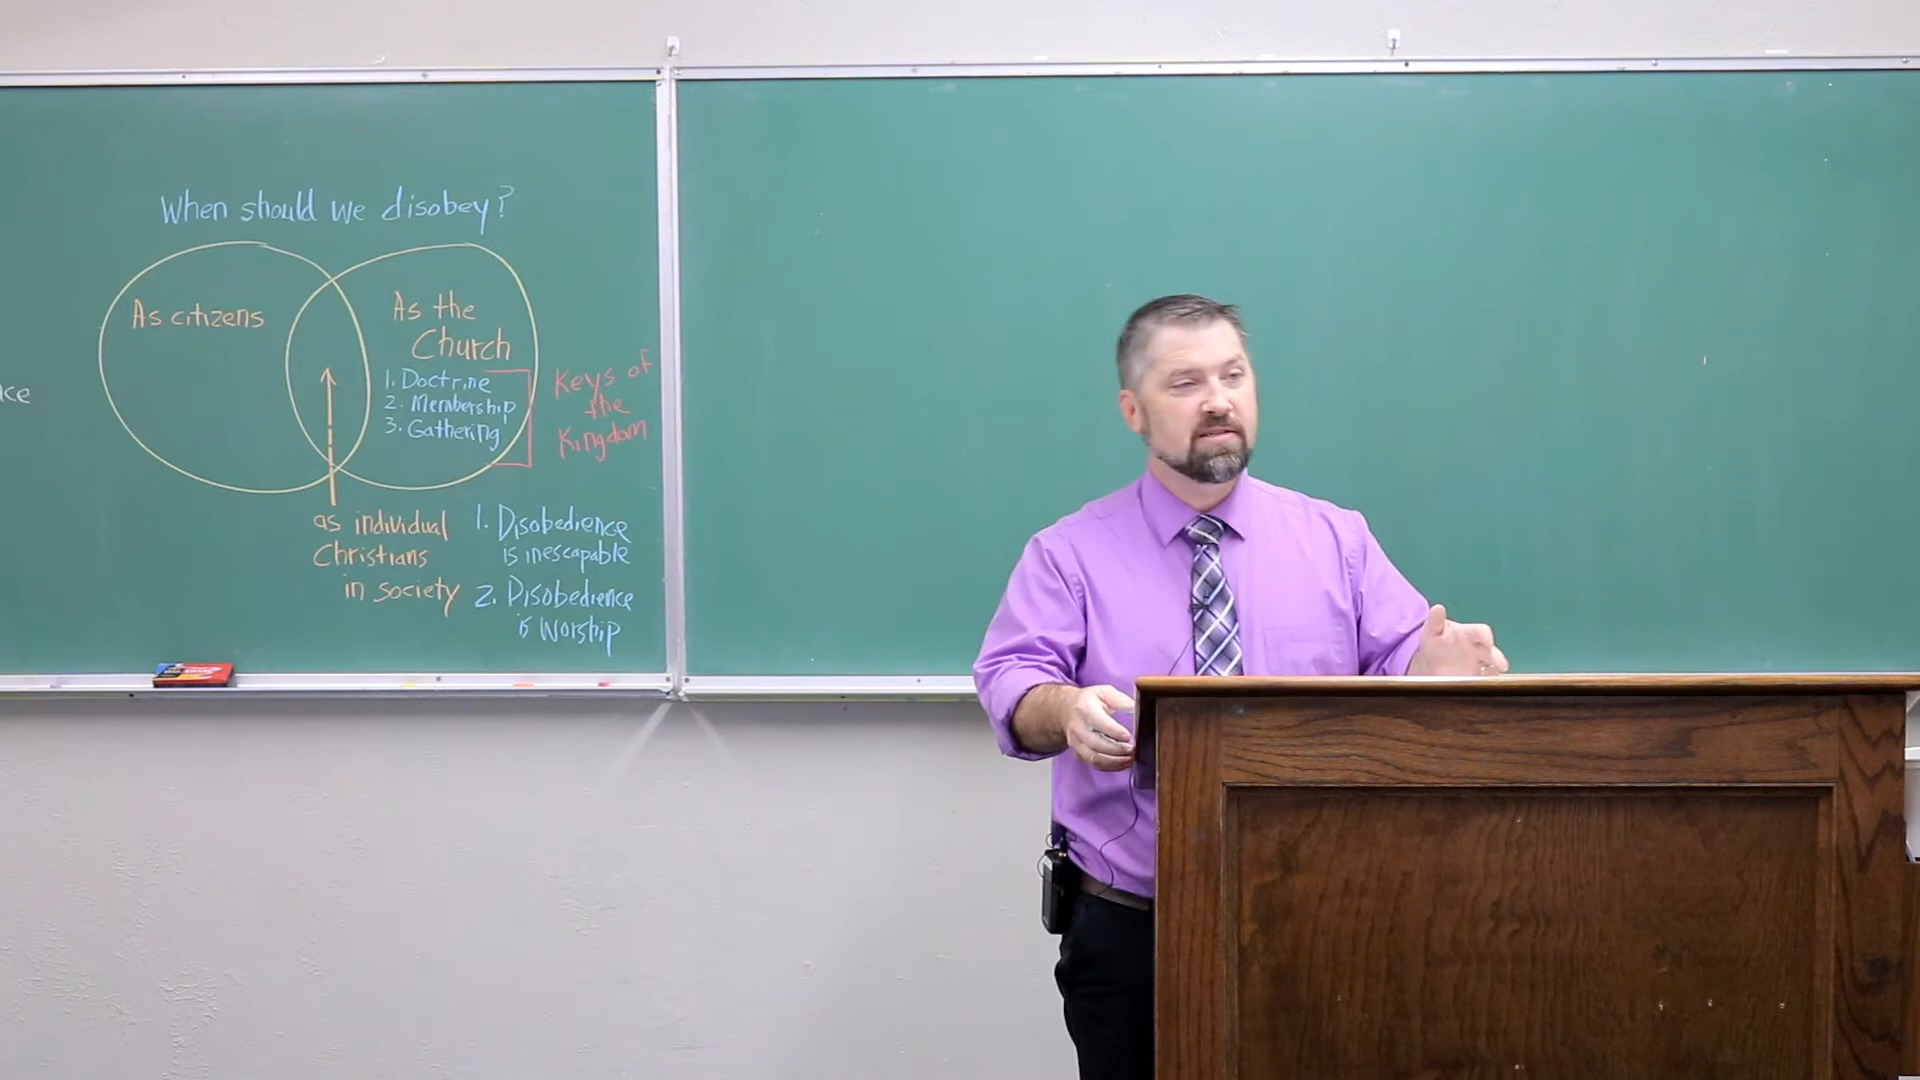 When should we disobey?
As citizens
As the
Church
1. Doctrine
2. Membership
3. Gathering
Keys of
the
Kingdom
as individual
Christians
in society
1. Disobedience
is inescapable
2. Disobedience
is Worship